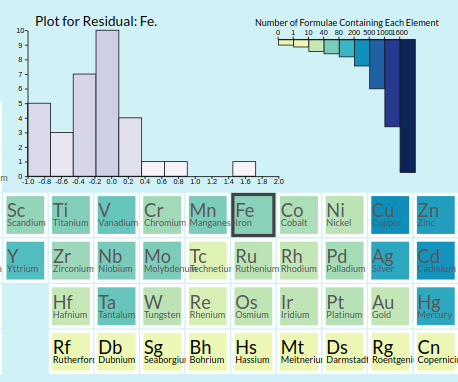 Plot for Residual: Fe.
Number of Formulae Containing Each Element
0 1 10 40 80 200 500 1000 1600
10
9
8
7
6
5
4
3
2
1
0
-1.0 -0.8 -0.6 -0.4 -0.2 0.0 0.2 0.4 0.6 0.8 1.0 1.2 1.4 1.6 1.8 2.0
m
Sc Ti V Cr Mn Fe Co Ni Cu Zn
Scandium Titanium Vanadium Chromium Manganese Iron Cobalt Nickel Copper Zinc
Y Zr Nb Mo Tc Ru Rh Pd Ag Cd
Yttrium Zirconium Niobium Molybdenum Technetium Ruthenium Rhodium Palladium Silver Cadmium
Hf Ta W Re Os Ir Pt Au Hg
Hafnium Tantalum Tungsten Rhenium Osmium Iridium Platinum Gold Mercury
Rf Db Sg Bh Hs Mt Ds Rg Cn
Rutherford Dubnium Seaborgiu Bohrium Hassium Meitneriu Darmstadt Roentgeni Copernici